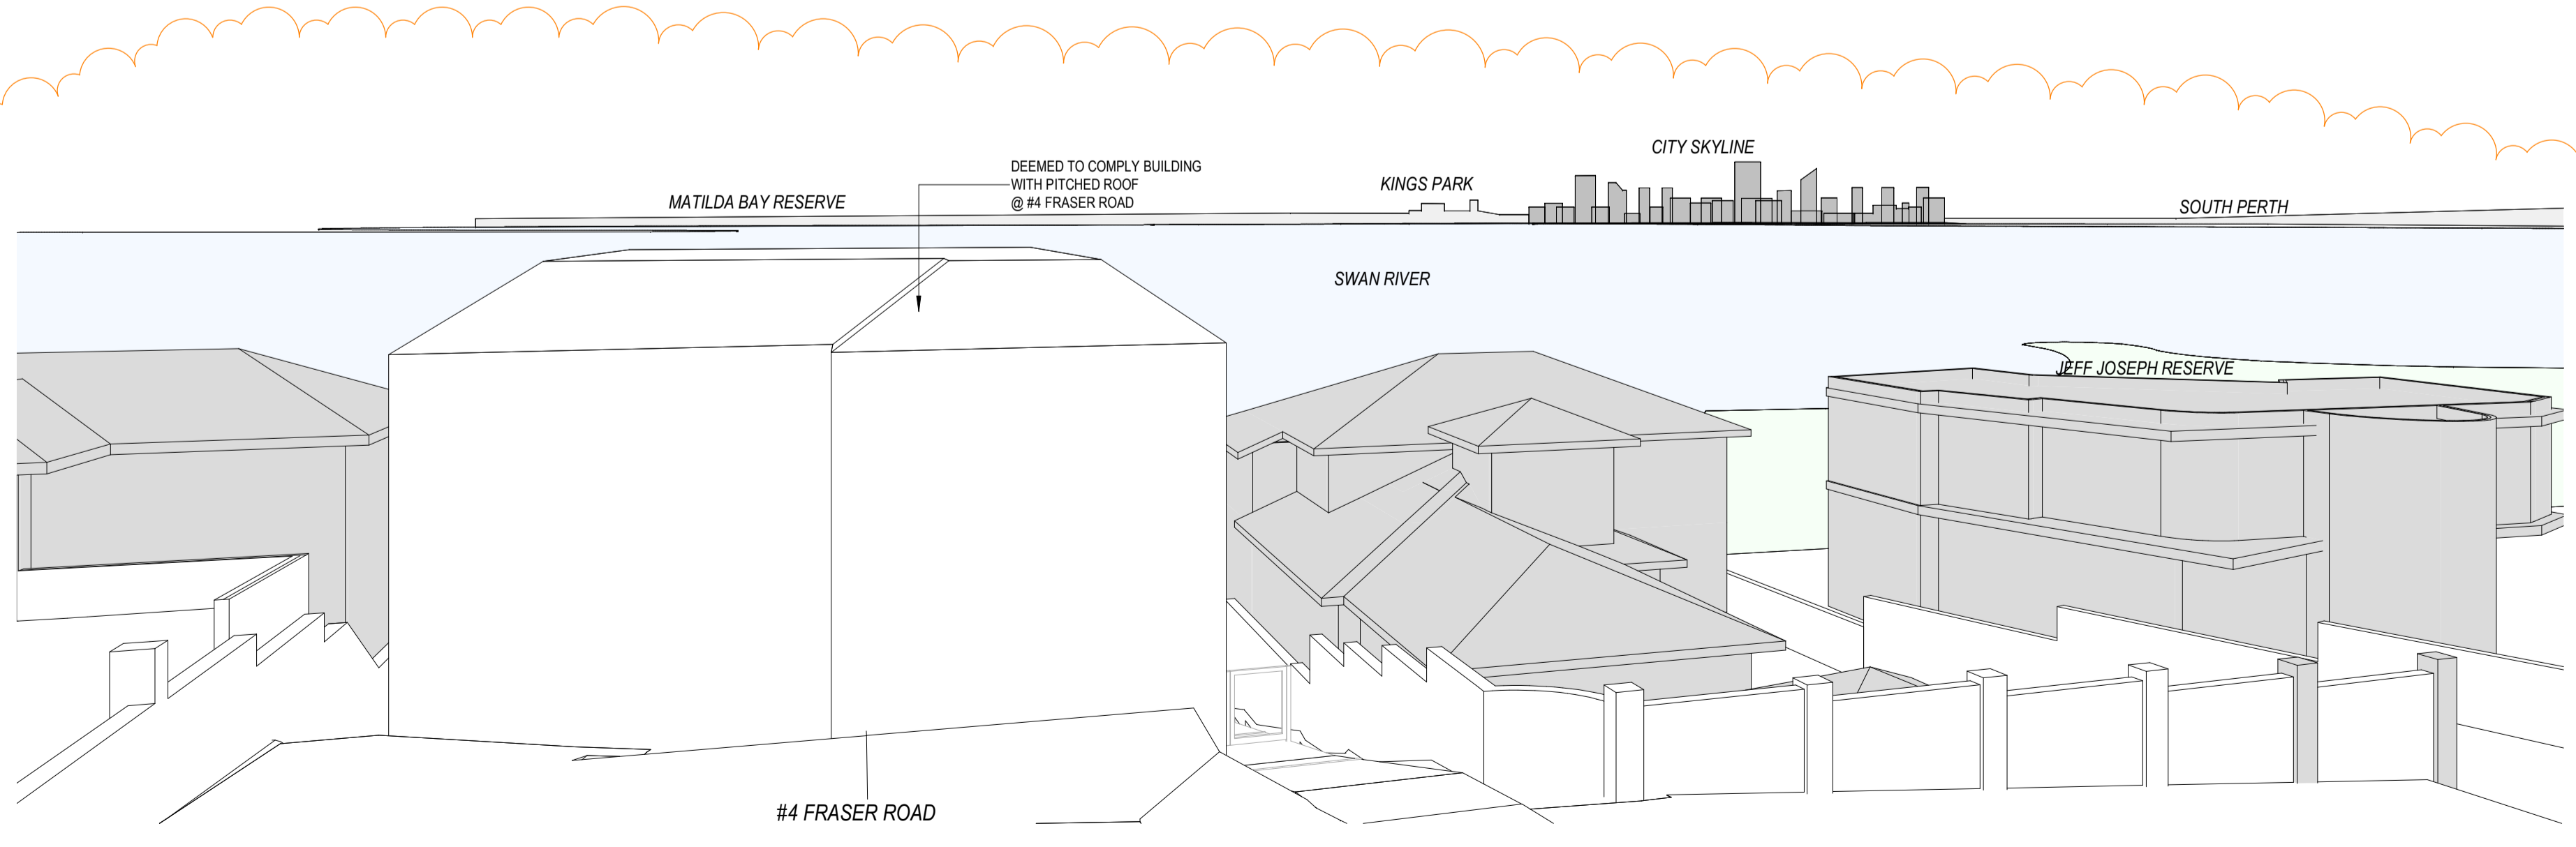 CITY SKYLINE
DEEMED TO COMPLY BUILDING
WITH PITCHED ROOF
@ #4 FRASER ROAD
KINGS PARK
MATILDA BAY RESERVE
SOUTH PERTH
SWAN RIVER
JEFF JOSEPH RESERVE
#4 FRASER ROAD